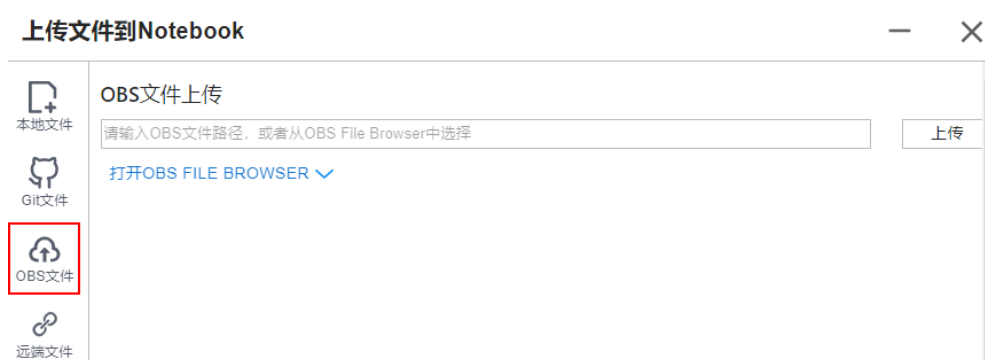 上传文件到Notebook
本地文件
Git文件
OBS文件
远端文件
OBS文件上传
请输入OBS文件路径，或者从OBS File Browser中选择
上传
打开OBS FILE BROWSER